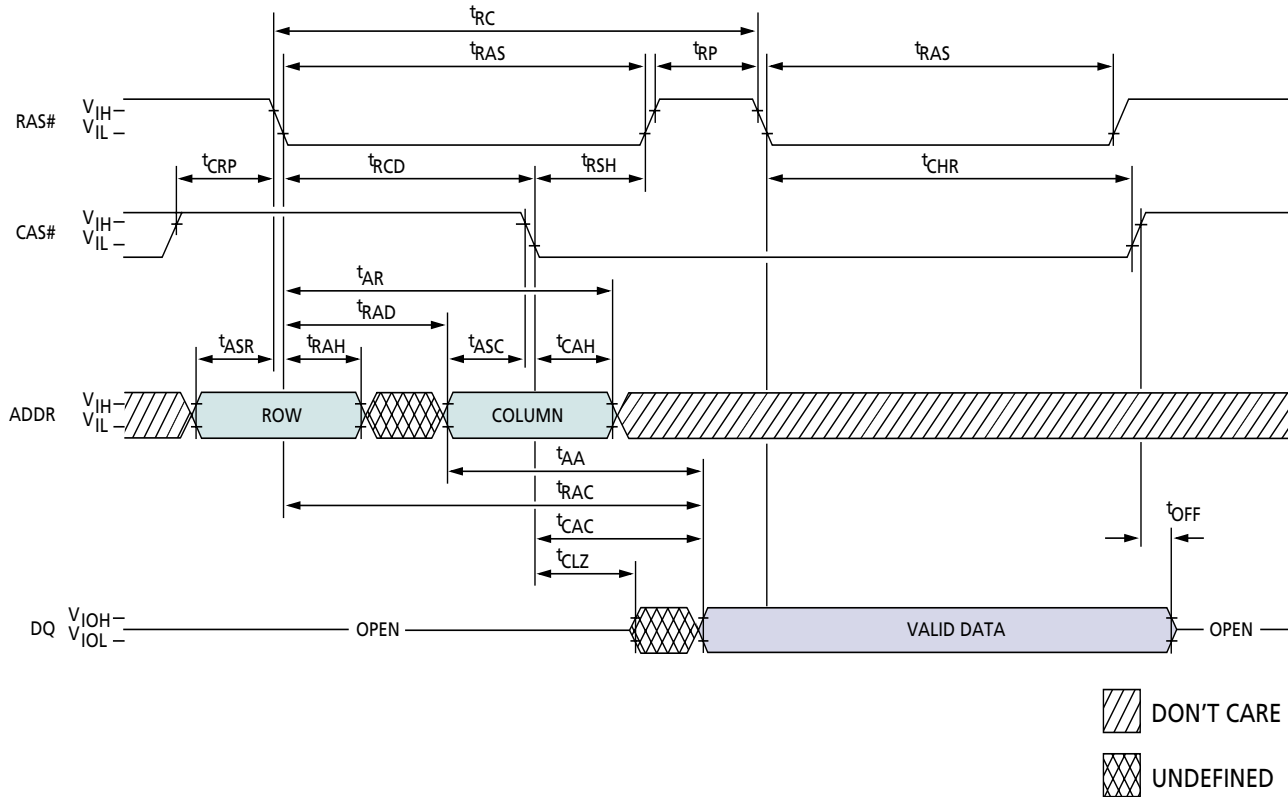 tRC
tRAS tRP tRAS
RAS# VIH
VIL
tCRP tRCD tRSH tCHR
CAS# VIH
VIL
tAR
tRAD
tASR tRAH tASC tCAH
ADDR VIH
VIL
ROW COLUMN
tAA
tRAC
tCAC
tOFF
tCLZ
DQ VIOH
VIOL
OPEN VALID DATA OPEN
DON'T CARE
UNDEFINED